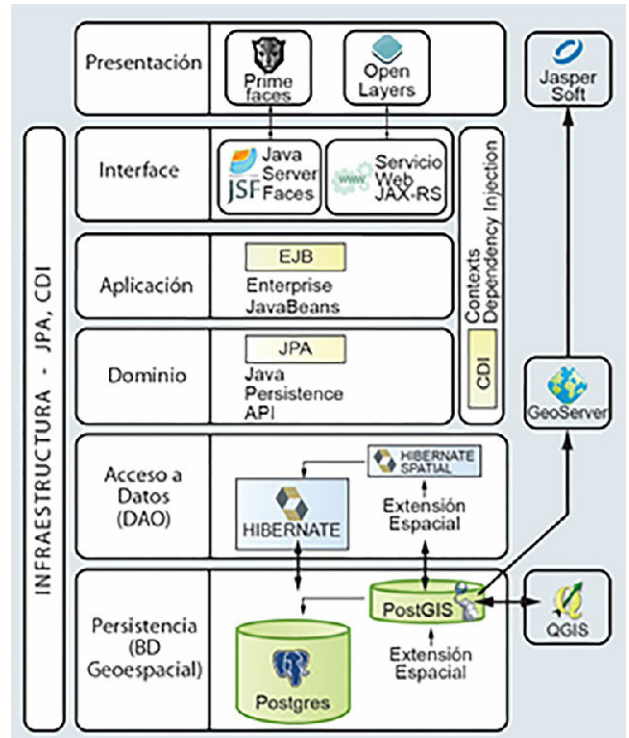 Presentación
Prime
faces
Open
Layers
Jasper
Soft
INFRAESTRUCTURA - JPA, CDI
Interface
Java
Server
Faces
JSF
www
Servicio
Web
JAX-RS
Contexts
Dependency Injection
CDI
Aplicación
EJB
Enterprise
JavaBeans
Dominio
JPA
Java
Persistence
API
GeoServer
Acceso a
Datos
(DAO)
HIBERNATE
HIBERNATE
SPATIAL
Extensión
Espacial
Persistencia
(BD
Geoespacial)
Postgres
PostGIS
Extensión
Espacial
QGIS